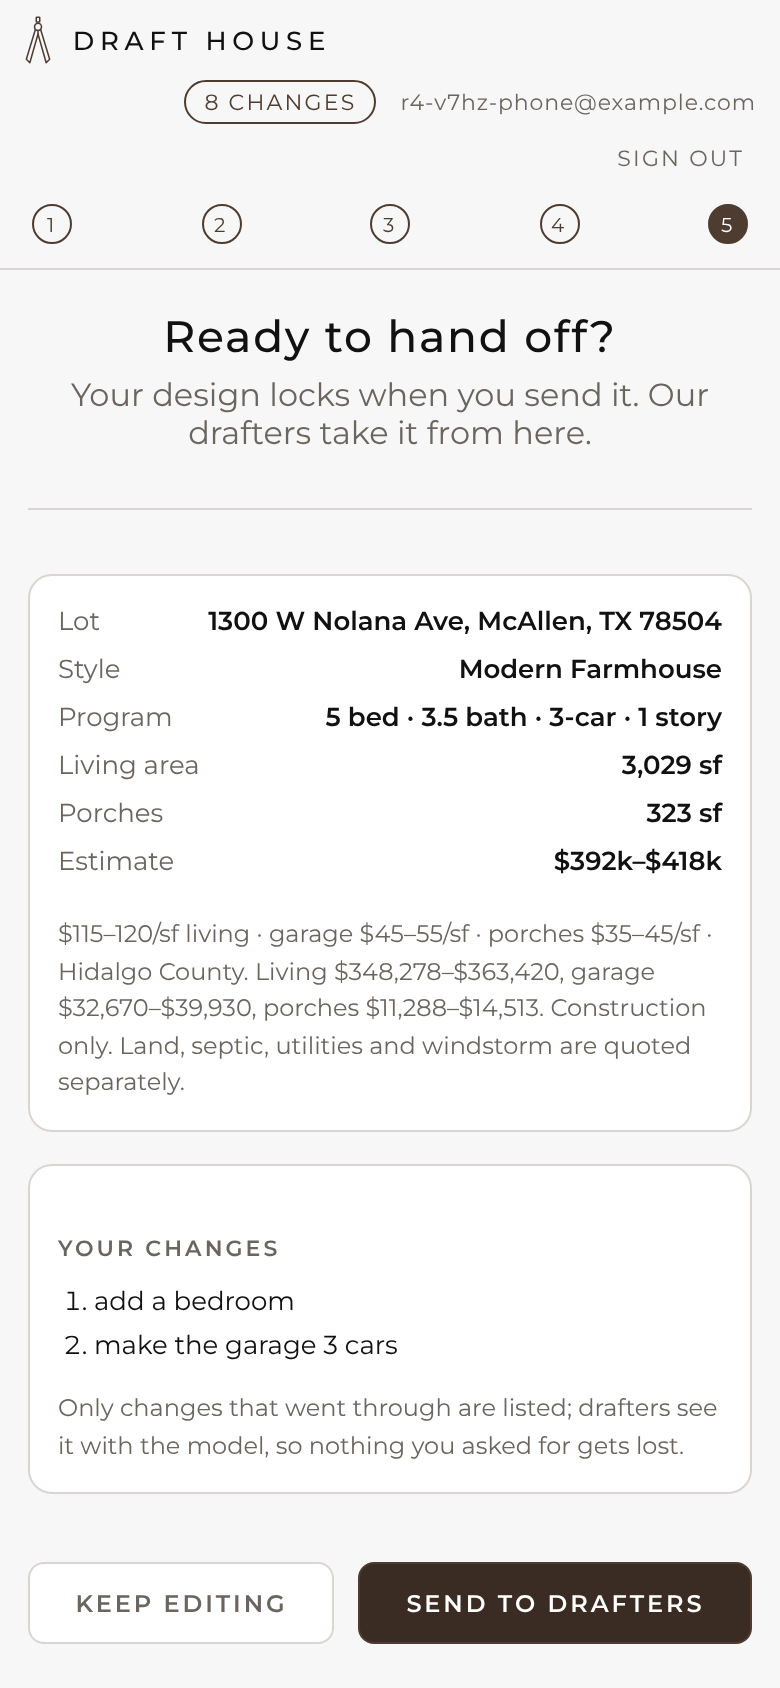 DRAFT HOUSE
8 CHANGES r4-v7hz-phone@example.com
SIGN OUT
1 2 3 4 5
Ready to hand off?
Your design locks when you send it. Our
drafters take it from here.
Lot 1300 W Nolana Ave, McAllen, TX 78504
Style Modern Farmhouse
Program 5 bed · 3.5 bath · 3-car · 1 story
Living area 3,029 sf
Porches 323 sf
Estimate $392k–$418k
$115–120/sf living · garage $45–55/sf · porches $35–45/sf ·
Hidalgo County. Living $348,278–$363,420, garage
$32,670–$39,930, porches $11,288–$14,513. Construction
only. Land, septic, utilities and windstorm are quoted
separately.
YOUR CHANGES
1. add a bedroom
2. make the garage 3 cars
Only changes that went through are listed; drafters see
it with the model, so nothing you asked for gets lost.
KEEP EDITING SEND TO DRAFTERS